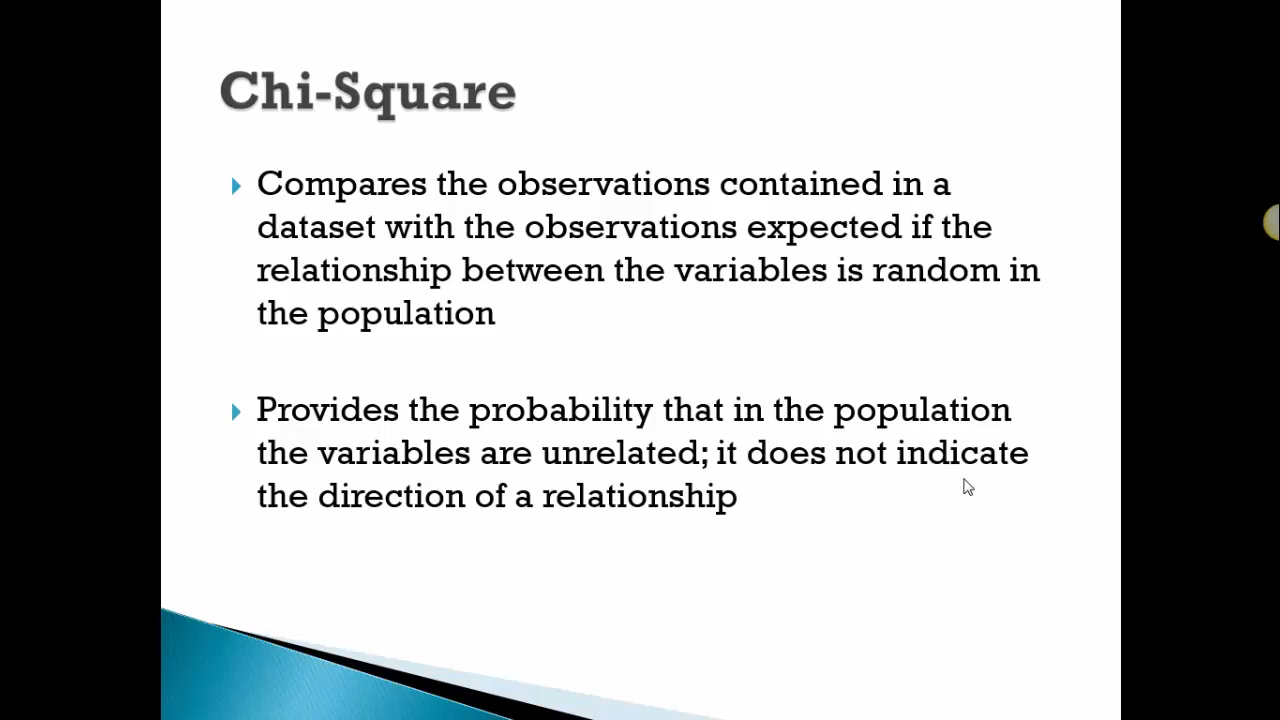 Chi-Square
Compares the observations contained in a
dataset with the observations expected if the
relationship between the variables is random in
the population
Provides the probability that in the population
the variables are unrelated; it does not indicate
the direction of a relationship